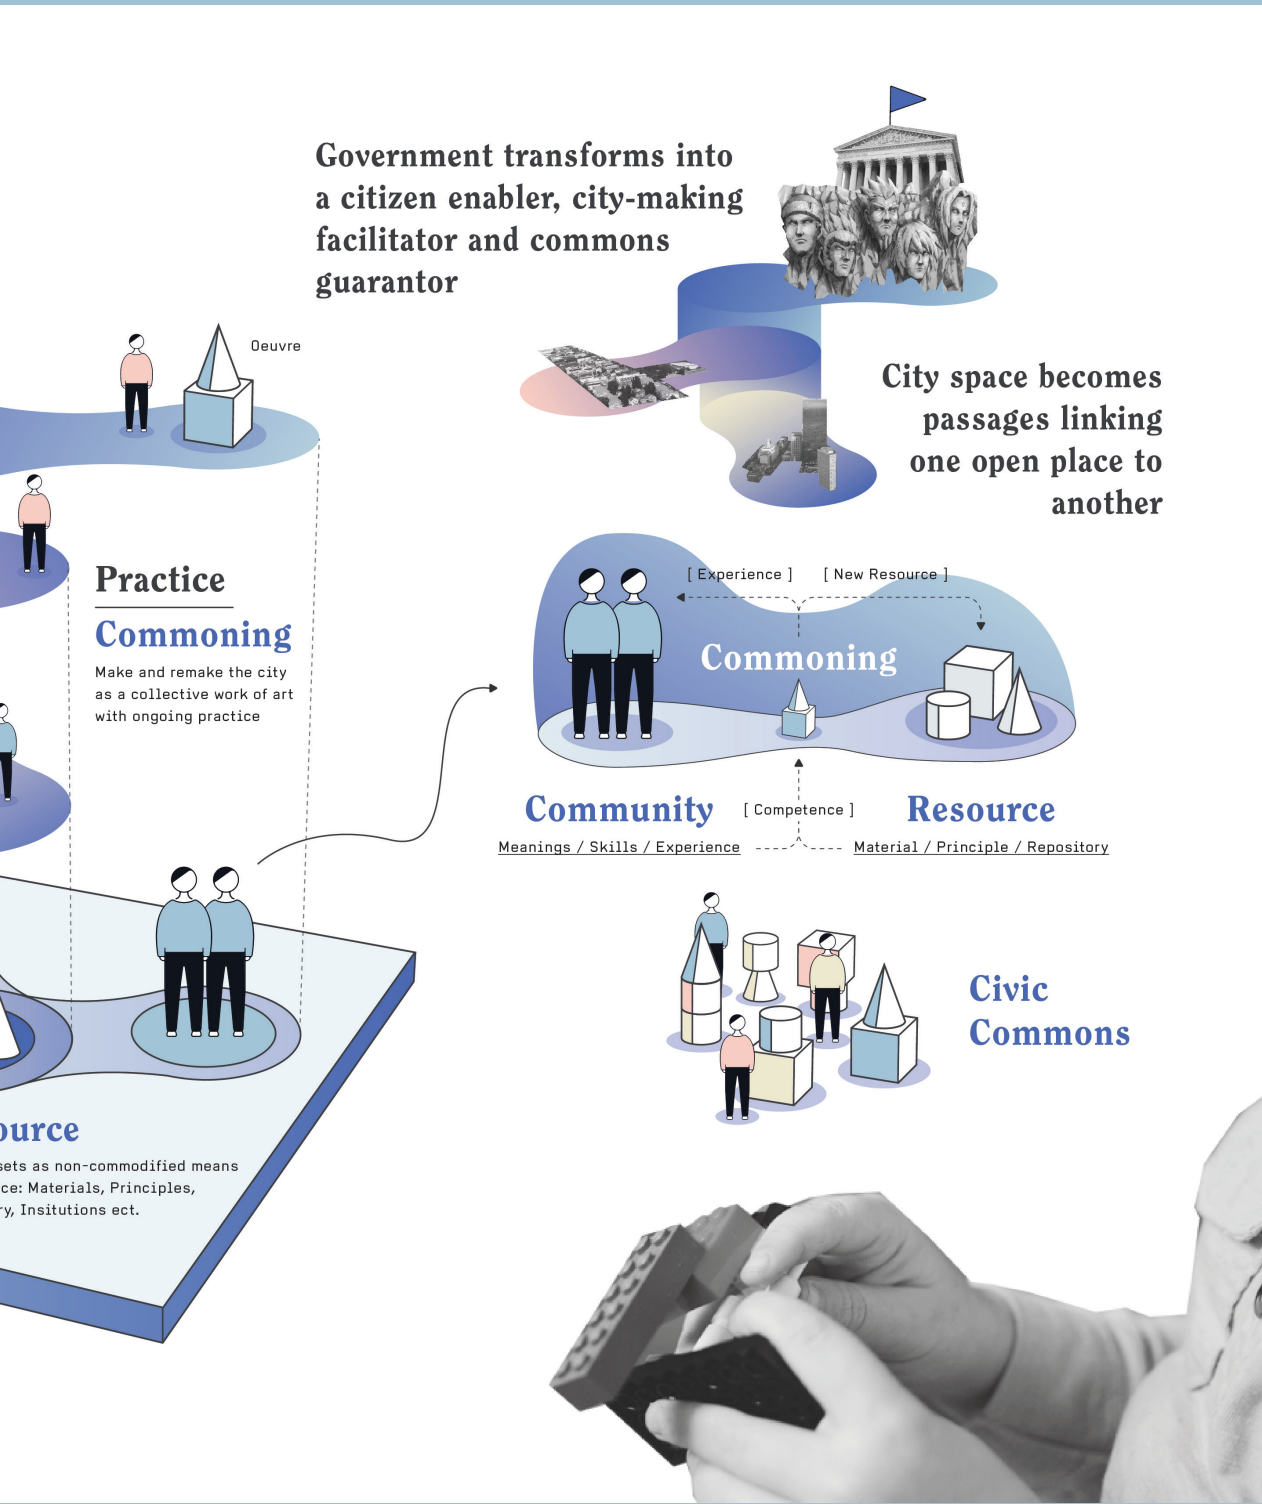 Government transforms into
a citizen enabler, city-making
facilitator and commons
guarantor
Oeuvre
City space becomes
passages linking
one open place to
another
Practice
Commoning
Make and remake the city
as a collective work of art
with ongoing practice
[ Experience ]
[ New Resource ]
Commoning
Community
[ Competence ]
Resource
Meanings / Skills / Experience
Material / Principle / Repository
Civic
Commons
ource
sets as non-commodified means
ce: Materials, Principles,
ry, Insitutions ect.